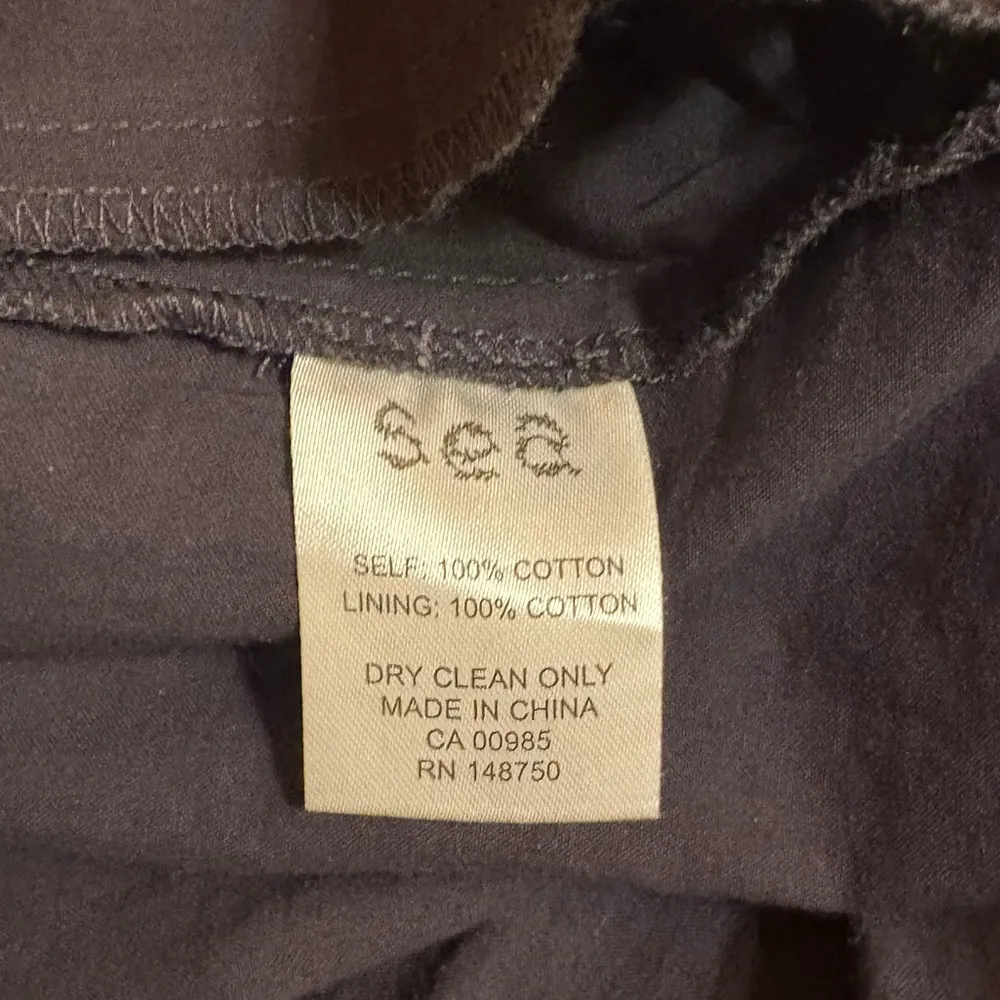 sea
SELF: 100% COTTON
LINING: 100% COTTON
DRY CLEAN ONLY
MADE IN CHINA
CA 00985
RN 148750